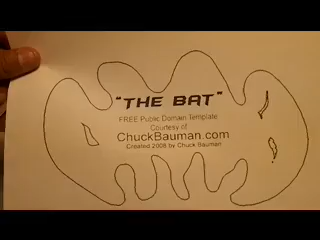 "THE BAT"
FREE Public Domain Template
Courtesy of
ChuckBauman.com
Created 2008 by Chuck Bauman